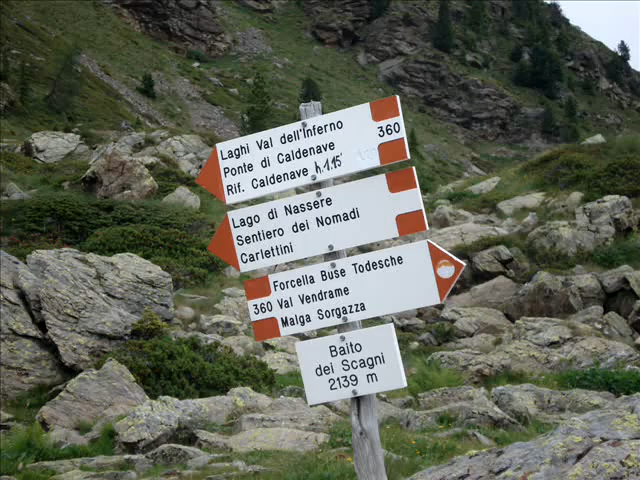 Laghi Val dell'Inferno
Ponte di Caldenave
Rif. Caldenave h 1.15'
360
Lago di Nassere
Sentiero dei Nomadi
Carlettini
Forcella Buse Todesche
360 Val Vendrame
Malga Sorgazza
Baito
dei Scagni
2139 m